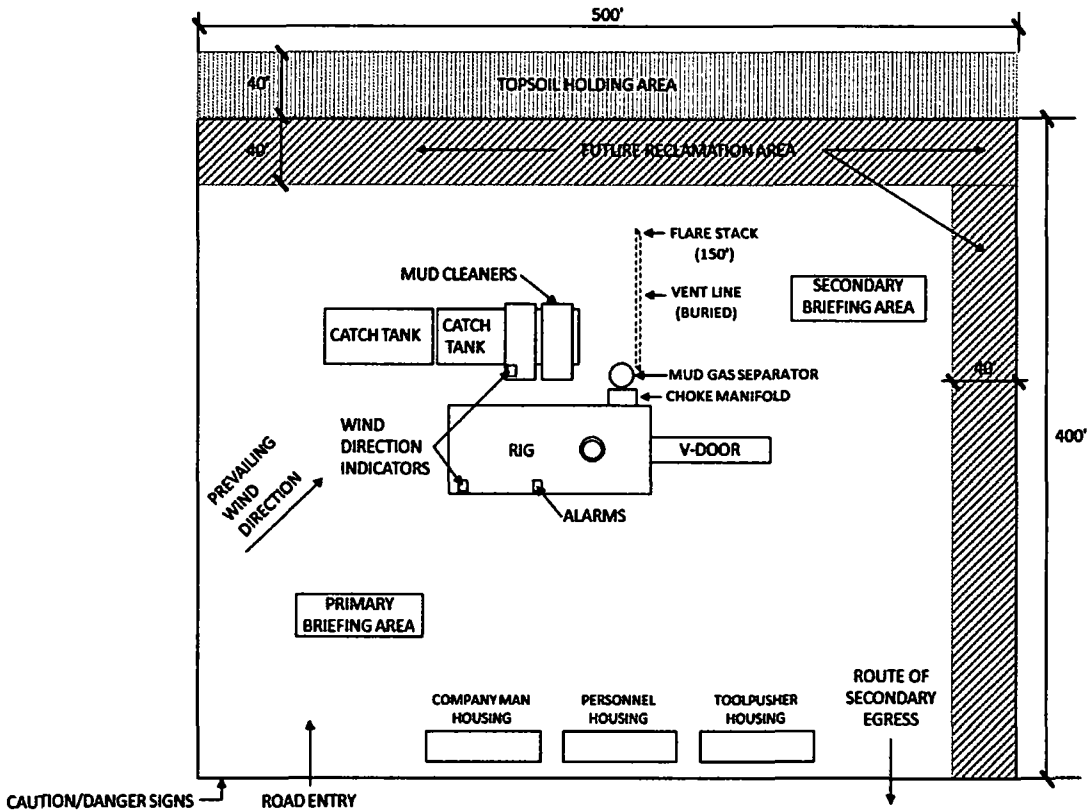 500'
40'
TOPSOIL HOLDING AREA
40'
FUTURE RECLAMATION AREA
FLARE STACK
(150')
MUD CLEANERS
VENT LINE
(BURIED)
SECONDARY
BRIEFING AREA
CATCH TANK
CATCH
TANK
MUD GAS SEPARATOR
40'
CHOKE MANIFOLD
WIND
DIRECTION
INDICATORS
RIG
V-DOOR
400'
PREVAILING
WIND
DIRECTION
ALARMS
PRIMARY
BRIEFING AREA
ROUTE OF
SECONDARY
EGRESS
COMPANY MAN
HOUSING
PERSONNEL
HOUSING
TOOLPUSHER
HOUSING
CAUTION/DANGER SIGNS
ROAD ENTRY